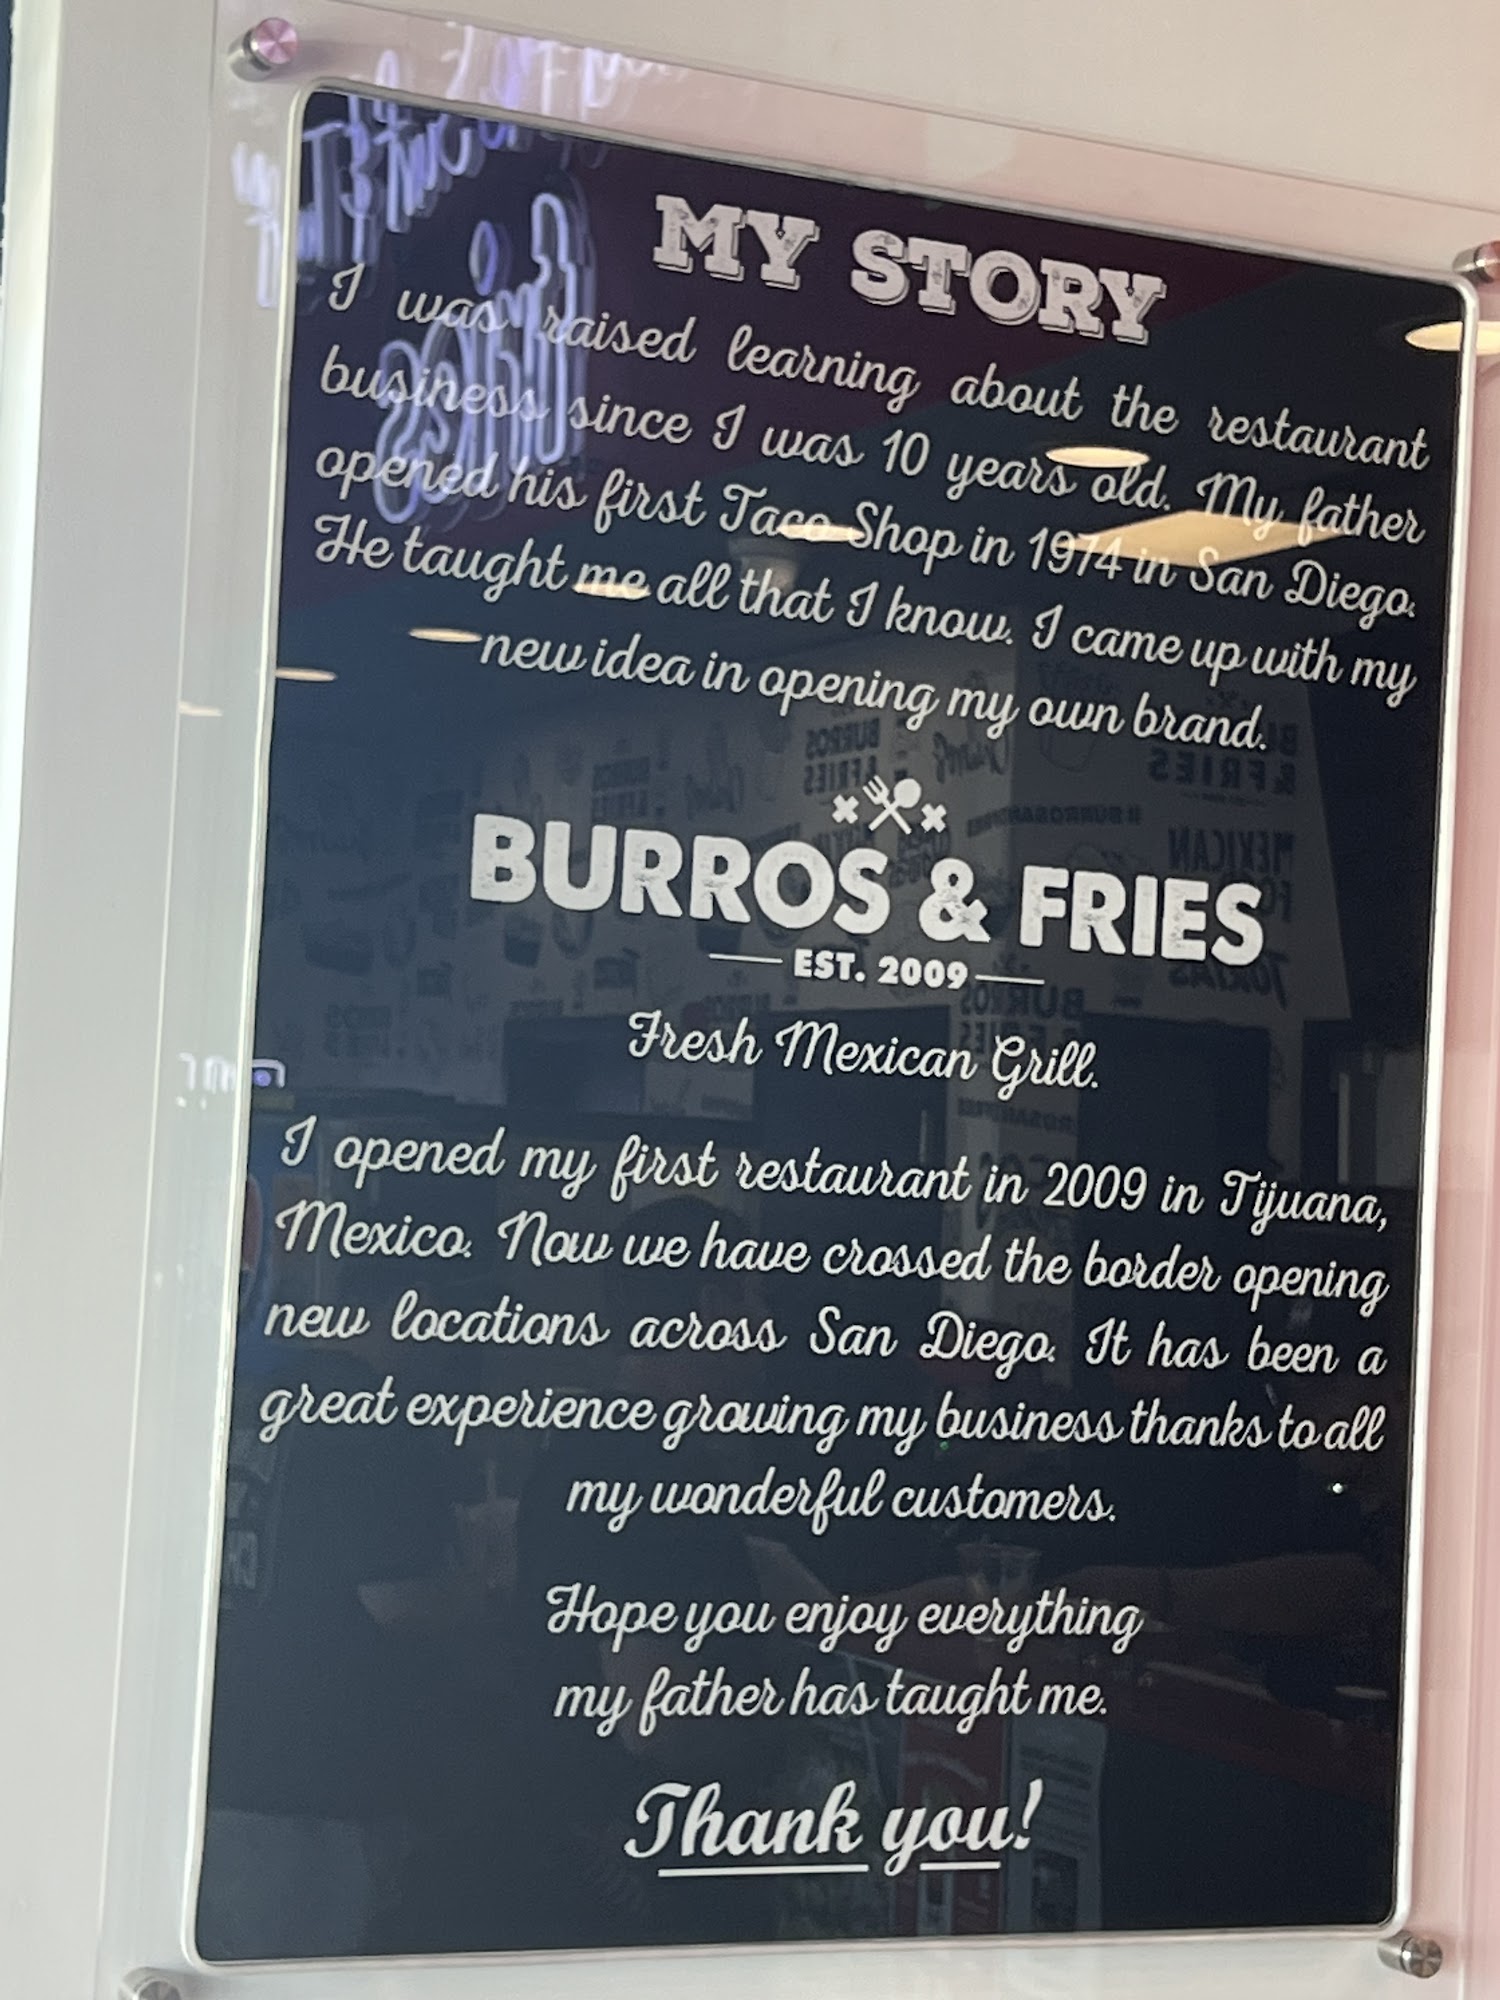 MY STORY
I was raised learning about the restaurant
business since I was 10 years old. My father
opened his first Taco Shop in 1974 in San Diego.
He taught me all that I know. I came up with my
new idea in opening my own brand.
BURROS & FRIES
EST. 2009
Fresh Mexican Grill.
I opened my first restaurant in 2009 in Tijuana,
Mexico. Now we have crossed the border opening
new locations across San Diego. It has been a
great experience growing my business thanks to all
my wonderful customers.
Hope you enjoy everything
my father has taught me.
Thank you!